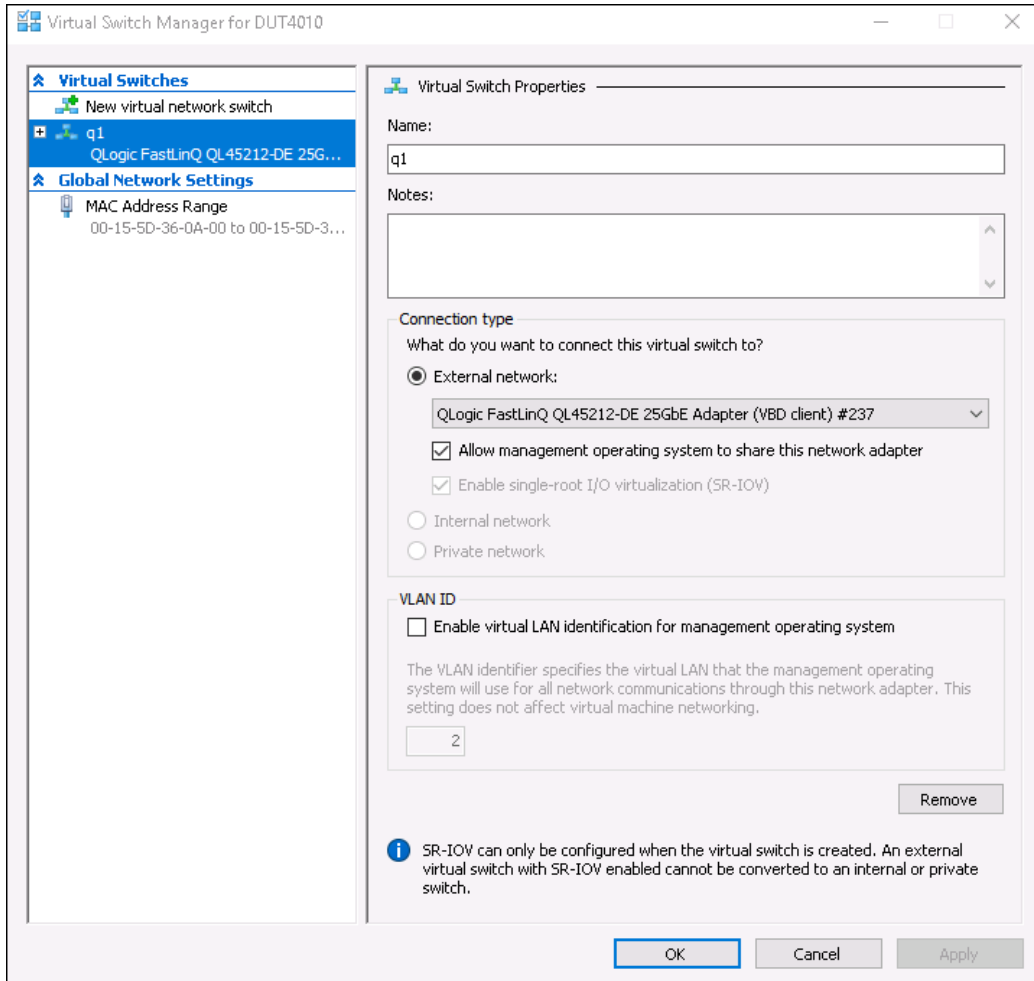 Virtual Switch Manager for DUT4010
Virtual Switches
New virtual network switch
q1
QLogic FastLinQ QL45212-DE 25G...
Global Network Settings
MAC Address Range
00-15-5D-36-0A-00 to 00-15-5D-3...
Virtual Switch Properties
Name:
q1
Notes:
Connection type
What do you want to connect this virtual switch to?
External network:
QLogic FastLinQ QL45212-DE 25GbE Adapter (VBD client) #237
Allow management operating system to share this network adapter
Enable single-root I/O virtualization (SR-IOV)
Internal network
Private network
VLAN ID
Enable virtual LAN identification for management operating system
The VLAN identifier specifies the virtual LAN that the management operating
system will use for all network communications through this network adapter. This
setting does not affect virtual machine networking.
2
Remove
SR-IOV can only be configured when the virtual switch is created. An external
virtual switch with SR-IOV enabled cannot be converted to an internal or private
switch.
OK
Cancel
Apply